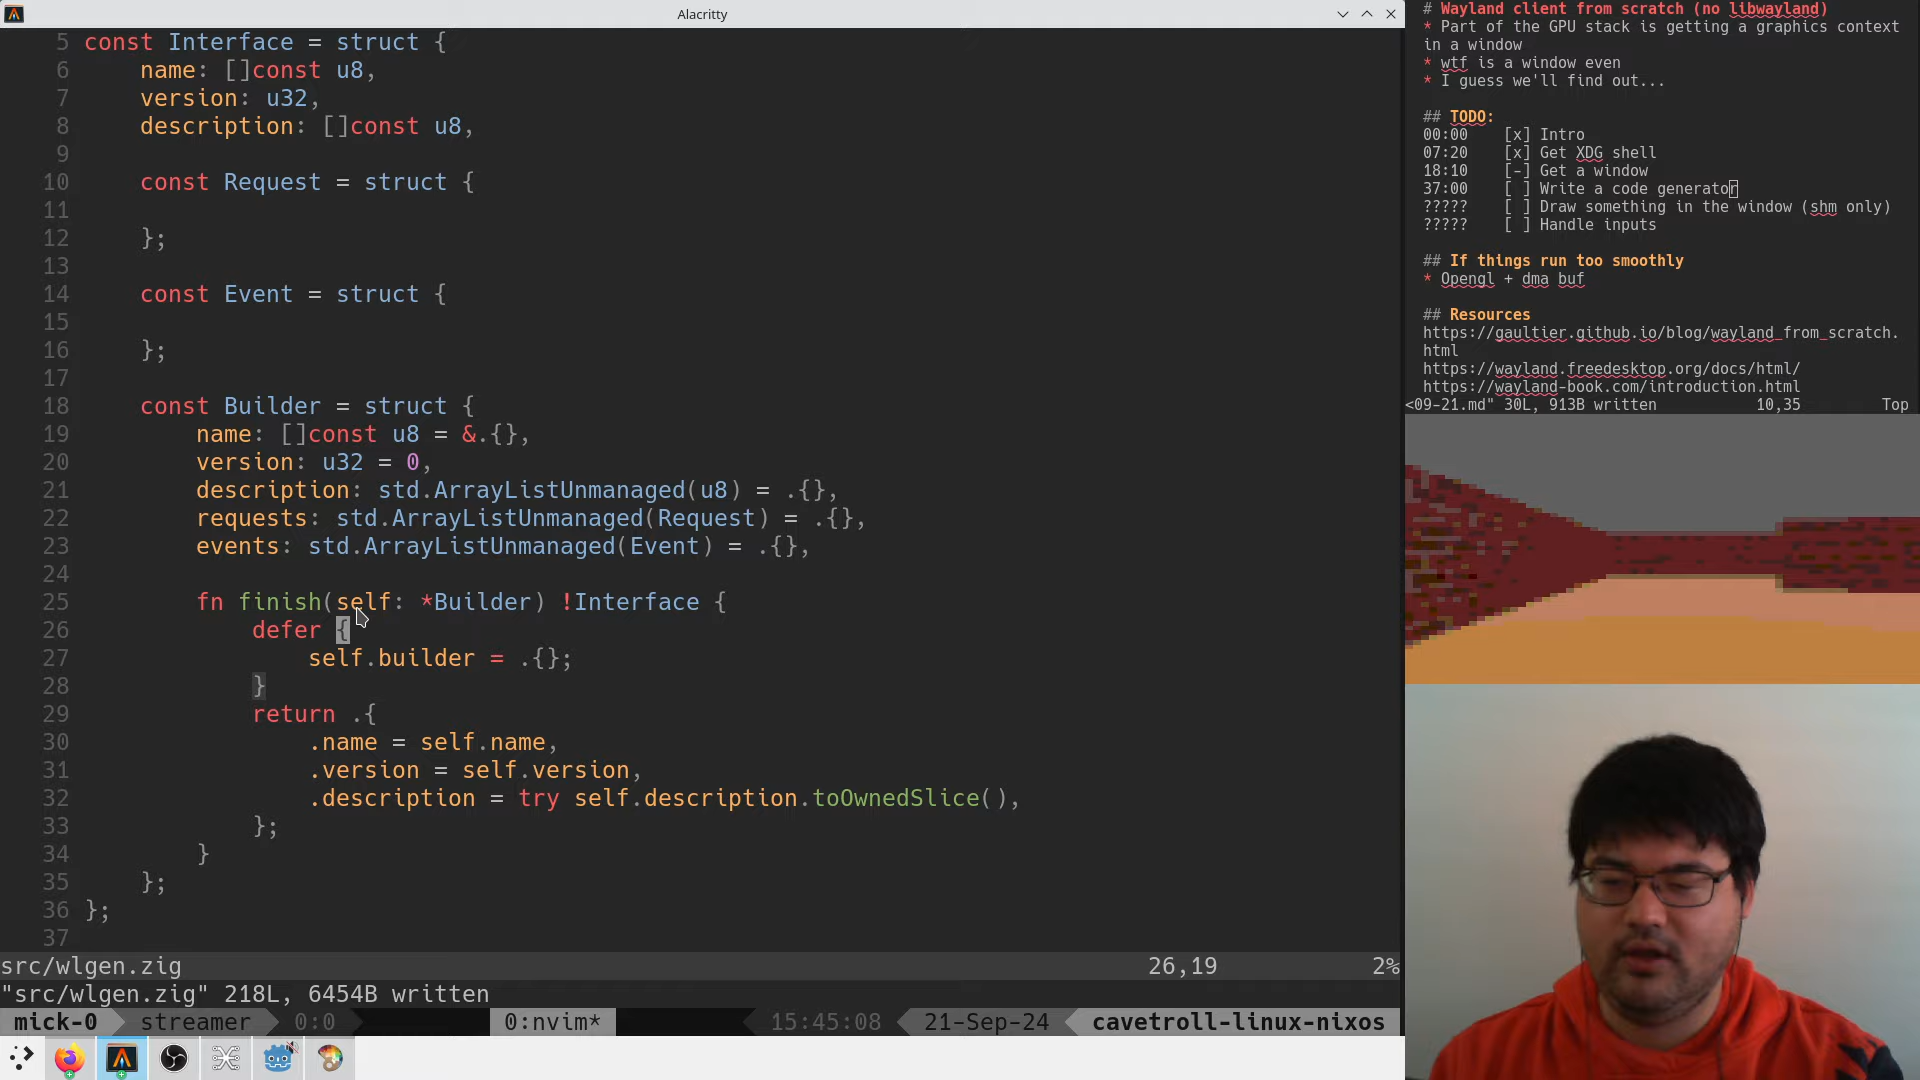 Alacritty
5 const Interface = struct {
6 name: []const u8,
7 version: u32,
8 description: []const u8,
9
10 const Request = struct {
11
12 };
13
14 const Event = struct {
15
16 };
17
18 const Builder = struct {
19 name: []const u8 = &.{},
20 version: u32 = 0,
21 description: std.ArrayListUnmanaged(u8) = .{},
22 requests: std.ArrayListUnmanaged(Request) = .{},
23 events: std.ArrayListUnmanaged(Event) = .{},
24
25 fn finish(self: *Builder) !Interface {
26 defer {
27 self.builder = .{};
28 }
29 return .{
30 .name = self.name,
31 .version = self.version,
32 .description = try self.description.toOwnedSlice(),
33 };
34 }
35 };
36 };
37
src/wlgen.zig 26,19 2%
"src/wlgen.zig" 218L, 6454B written
mick-0 streamer 0:0 0:nvim* 15:45:08 21-Sep-24 cavetroll-linux-nixos
# Wayland client from scratch (no libwayland)
* Part of the GPU stack is getting a graphics context
in a window
* wtf is a window even
* I guess we'll find out...
## TODO:
00:00 [x] Intro
07:20 [x] Get XDG shell
18:10 [-] Get a window
37:00 [ ] Write a code generator
????? [ ] Draw something in the window (shm only)
????? [ ] Handle inputs
## If things run too smoothly
* Opengl + dma buf
## Resources
https://gaultier.github.io/blog/wayland_from_scratch.
html
https://wayland.freedesktop.org/docs/html/
https://wayland-book.com/introduction.html
<09-21.md" 30L, 913B written 10,35 Top